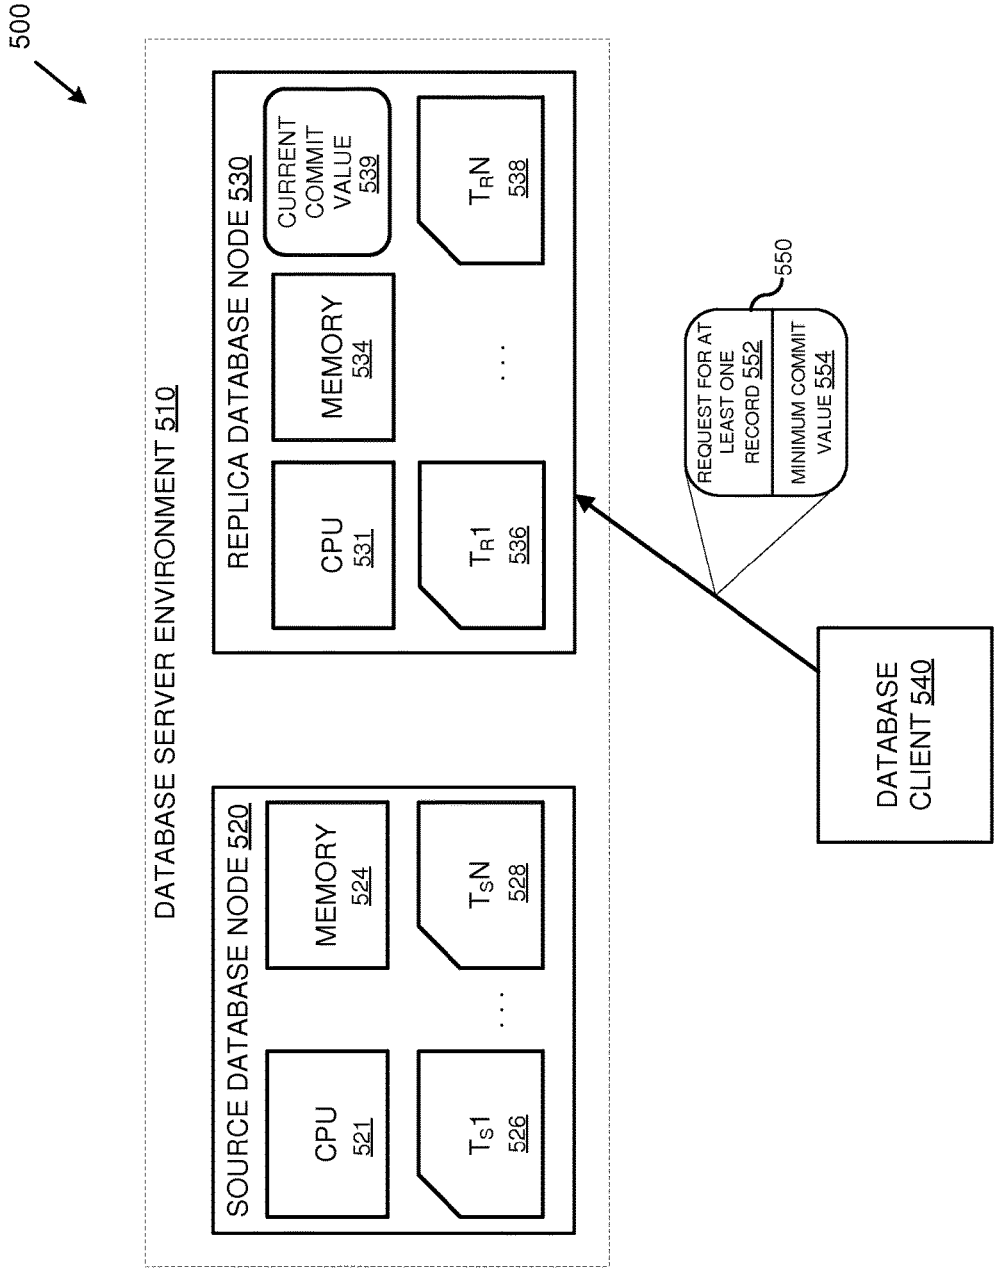 500
DATABASE SERVER ENVIRONMENT 510
SOURCE DATABASE NODE 520
CPU
521
MEMORY
524
TS1
526
. . .
TSN
528
REPLICA DATABASE NODE 530
CPU
531
MEMORY
534
CURRENT
COMMIT
VALUE
539
TR1
536
. . .
TRN
538
DATABASE
CLIENT 540
REQUEST FOR AT
LEAST ONE
RECORD 552
MINIMUM COMMIT
VALUE 554
550